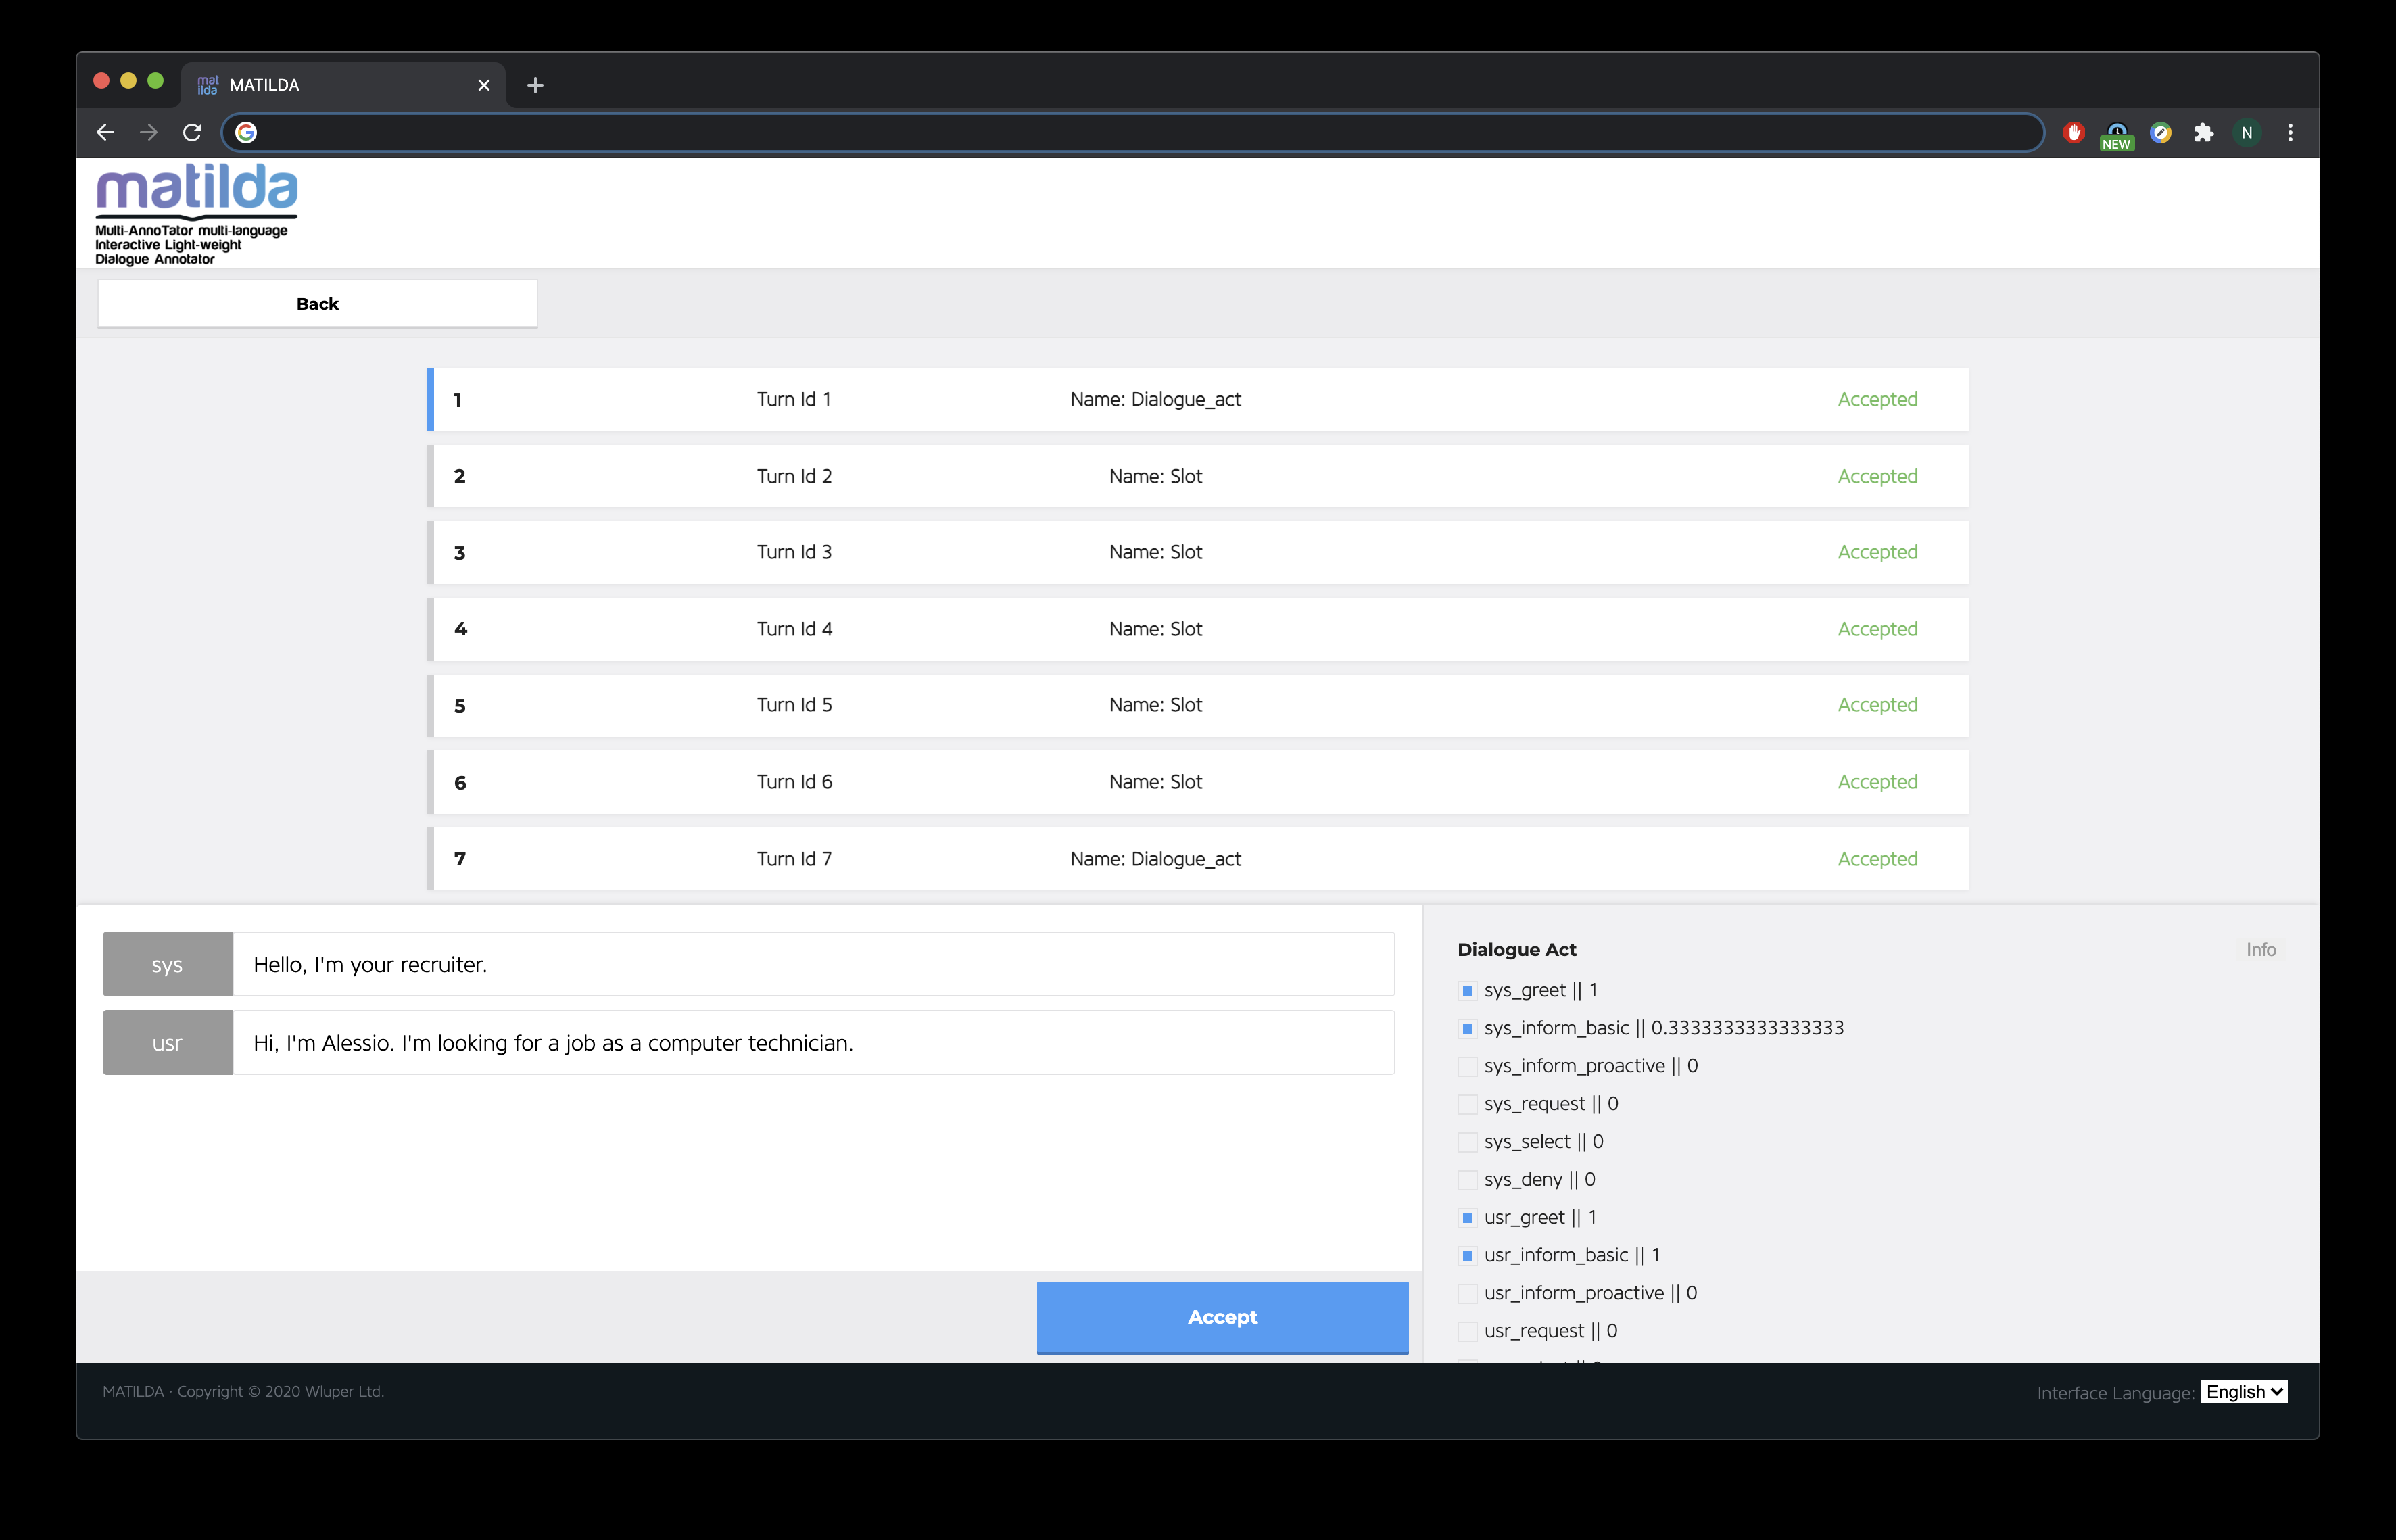 mat
ilda
MATILDA
NEW
N
matilda
Multi-AnnoTator multi-language
Interactive Light-weight
Dialogue Annotator
Back
1 Turn Id 1 Name: Dialogue_act Accepted
2 Turn Id 2 Name: Slot Accepted
3 Turn Id 3 Name: Slot Accepted
4 Turn Id 4 Name: Slot Accepted
5 Turn Id 5 Name: Slot Accepted
6 Turn Id 6 Name: Slot Accepted
7 Turn Id 7 Name: Dialogue_act Accepted
sys Hello, I'm your recruiter.
usr Hi, I'm Alessio. I'm looking for a job as a computer technician.
Accept
Dialogue Act Info
sys_greet || 1
sys_inform_basic || 0.3333333333333333
sys_inform_proactive || 0
sys_request || 0
sys_select || 0
sys_deny || 0
usr_greet || 1
usr_inform_basic || 1
usr_inform_proactive || 0
usr_request || 0
MATILDA · Copyright © 2020 Wluper Ltd.
Interface Language: English